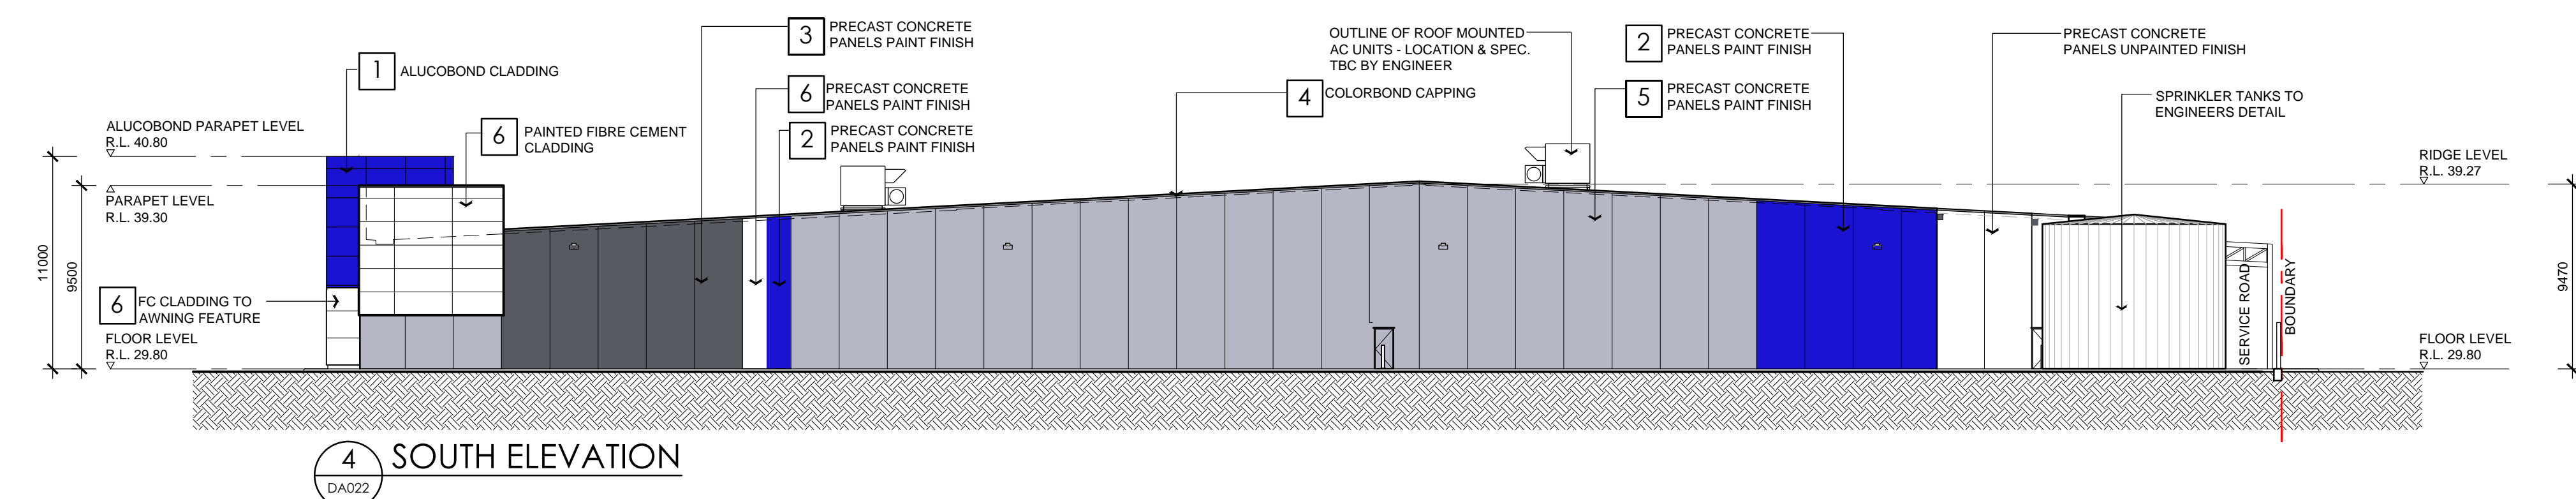 3
PRECAST CONCRETE
PANELS PAINT FINISH
OUTLINE OF ROOF MOUNTED
AC UNITS - LOCATION & SPEC.
TBC BY ENGINEER
2
PRECAST CONCRETE
PANELS PAINT FINISH
PRECAST CONCRETE
PANELS UNPAINTED FINISH
1
ALUCOBOND CLADDING
6
PRECAST CONCRETE
PANELS PAINT FINISH
4
COLORBOND CAPPING
5
PRECAST CONCRETE
PANELS PAINT FINISH
SPRINKLER TANKS TO
ENGINEERS DETAIL
ALUCOBOND PARAPET LEVEL
R.L. 40.80
6
PAINTED FIBRE CEMENT
CLADDING
2
PRECAST CONCRETE
PANELS PAINT FINISH
RIDGE LEVEL
R.L. 39.27
PARAPET LEVEL
R.L. 39.30
11000
9500
6
FC CLADDING TO
AWNING FEATURE
FLOOR LEVEL
R.L. 29.80
SERVICE ROAD
BOUNDARY
9470
FLOOR LEVEL
R.L. 29.80
4
DA022
SOUTH ELEVATION